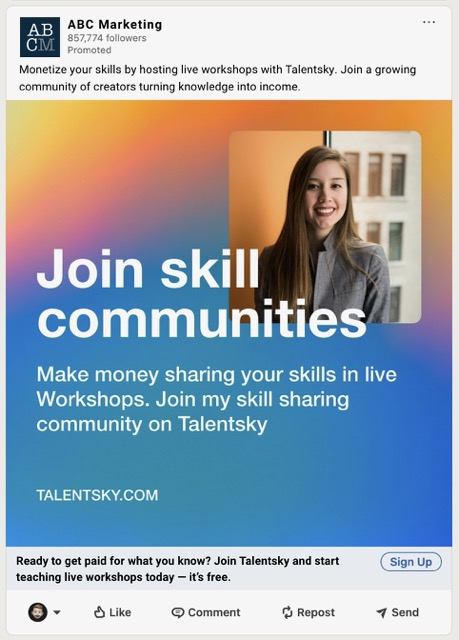 AB
CM
ABC Marketing
857,774 followers
Promoted
Monetize your skills by hosting live workshops with Talentsky. Join a growing
community of creators turning knowledge into income.
Join skill
communities
Make money sharing your skills in live
Workshops. Join my skill sharing
community on Talentsky
TALENTSKY.COM
Ready to get paid for what you know? Join Talentsky and start
teaching live workshops today — it's free.
Sign Up
Like
Comment
Repost
Send